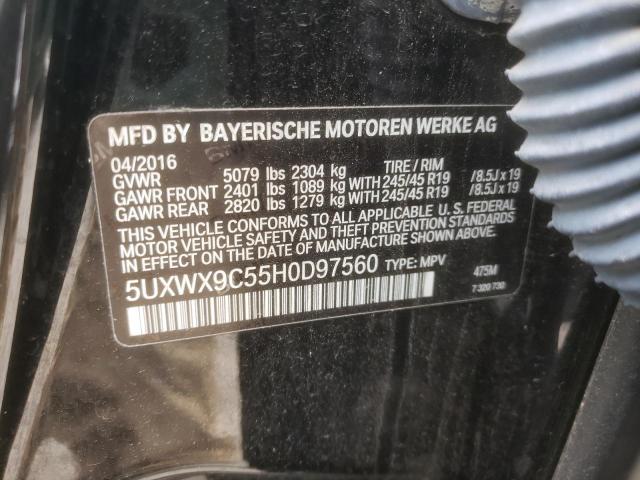 MFD BY BAYERISCHE MOTOREN WERKE AG
04/2016
GVWR 5079 lbs 2304 kg TIRE / RIM
GAWR FRONT 2401 lbs 1089 kg WITH 245/45 R19 /8.5J x 19
GAWR REAR 2820 lbs 1279 kg WITH 245/45 R19 /8.5J x 19
THIS VEHICLE CONFORMS TO ALL APPLICABLE U. S. FEDERAL
MOTOR VEHICLE SAFETY AND THEFT PREVENTION STANDARDS
IN EFFECT ON THE DATE OF MANUFACTURE SHOWN ABOVE.
5UXWX9C55H0D97560 TYPE: MPV 475M
7 320 730